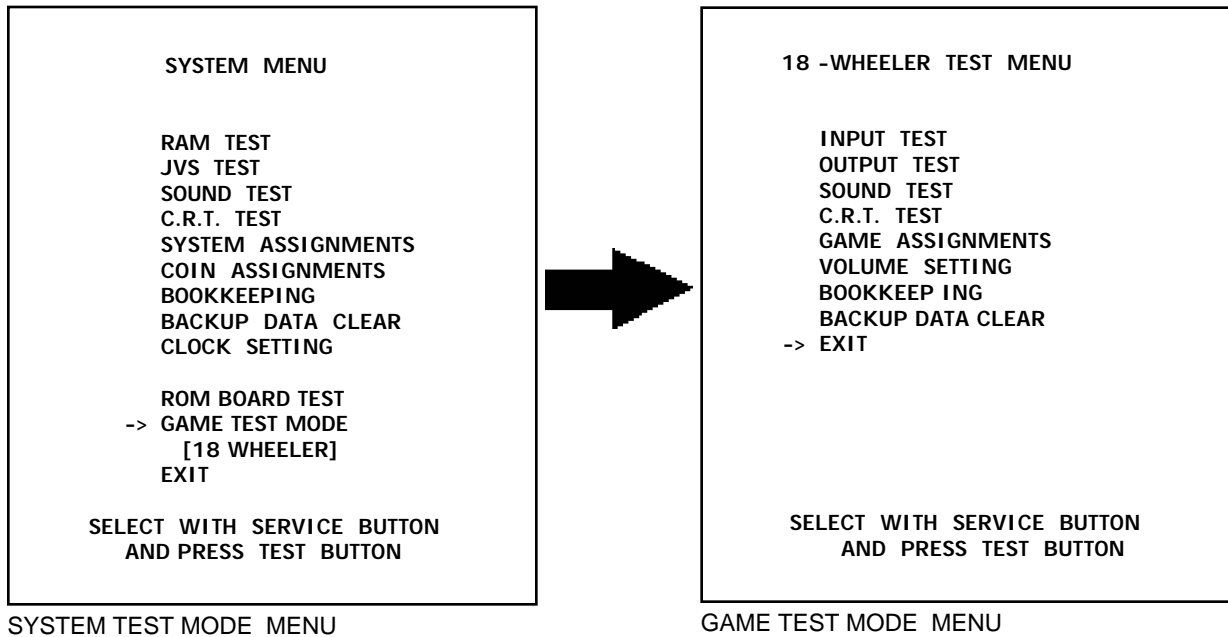 SYSTEM MENU
RAM TEST
JVS TEST
SOUND TEST
C.R.T. TEST
SYSTEM ASSIGNMENTS
COIN ASSIGNMENTS
BOOKKEEPING
BACKUP DATA CLEAR
CLOCK SETTING
ROM BOARD TEST
-> GAME TEST MODE
[18 WHEELER]
EXIT
SELECT WITH SERVICE BUTTON
AND PRESS TEST BUTTON
SYSTEM TEST MODE MENU
18 -WHEELER TEST MENU
INPUT TEST
OUTPUT TEST
SOUND TEST
C.R.T. TEST
GAME ASSIGNMENTS
VOLUME SETTING
BOOKKEEP ING
BACKUP DATA CLEAR
-> EXIT
SELECT WITH SERVICE BUTTON
AND PRESS TEST BUTTON
GAME TEST MODE MENU